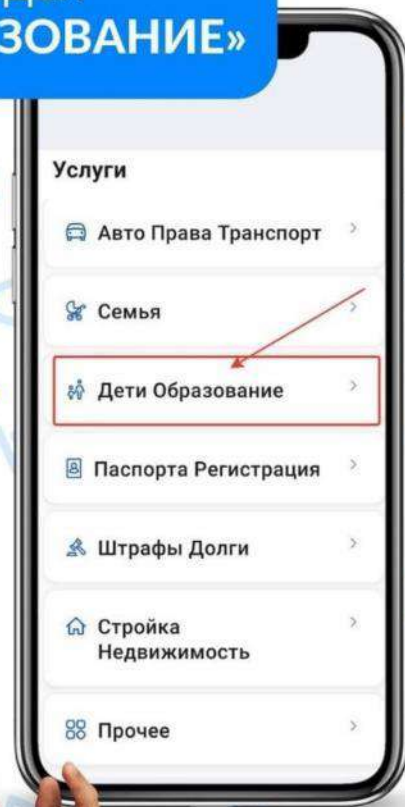 ЗОВАНИЕ»
Услуги
Авто Права Транспорт
Семья
Дети Образование
Паспорта Регистрация
Штрафы Долги
Стройка
Недвижимость
Прочее